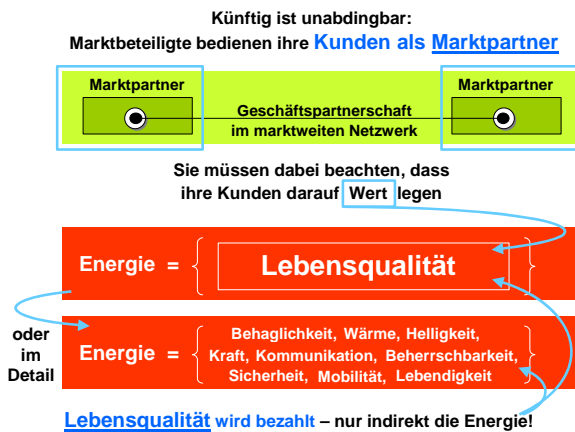 Künftig ist unabdingbar:
Marktbeteiligte bedienen ihre Kunden als Marktpartner
Marktpartner
Marktpartner
Geschäftspartnerschaft
im marktweiten Netzwerk
Sie müssen dabei beachten, dass
ihre Kunden darauf Wert legen
Energie = { Lebensqualität }
oder
im
Detail
Energie = {
Behaglichkeit, Wärme, Helligkeit,
Kraft, Kommunikation, Beherrschbarkeit,
Sicherheit, Mobilität, Lebendigkeit
}
Lebensqualität wird bezahlt – nur indirekt die Energie!